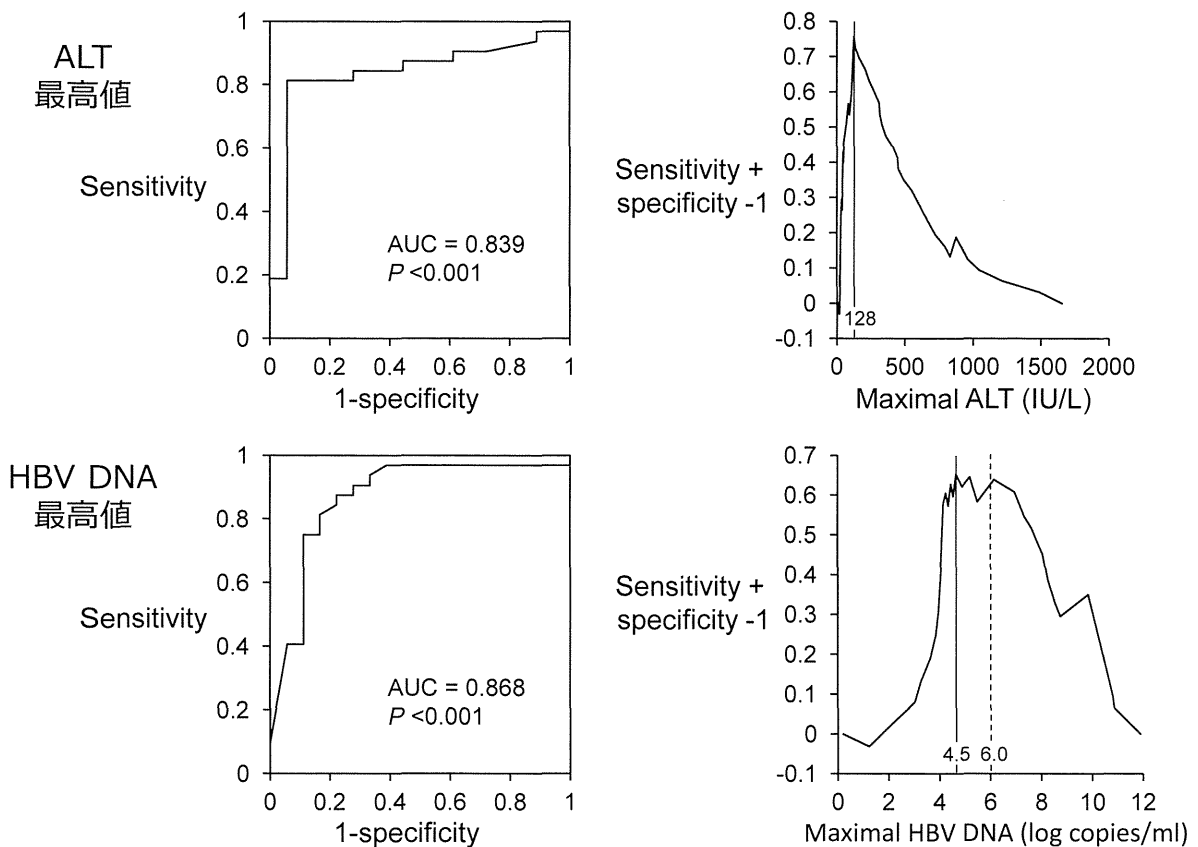 ALT
最高値
Sensitivity
1
0.8
0.6
0.4
0.2
0
AUC = 0.839
P <0.001
0 0.2 0.4 0.6 0.8 1
1-specificity
Sensitivity +
specificity -1
0.8
0.7
0.6
0.5
0.4
0.3
0.2
0.1
0
-0.1
128
0 500 1000 1500 2000
Maximal ALT (IU/L)
HBV DNA
最高値
Sensitivity
1
0.8
0.6
0.4
0.2
0
AUC = 0.868
P <0.001
0 0.2 0.4 0.6 0.8 1
1-specificity
Sensitivity +
specificity -1
0.7
0.6
0.5
0.4
0.3
0.2
0.1
0
-0.1
4.5 6.0
0 2 4 6 8 10 12
Maximal HBV DNA (log copies/ml)